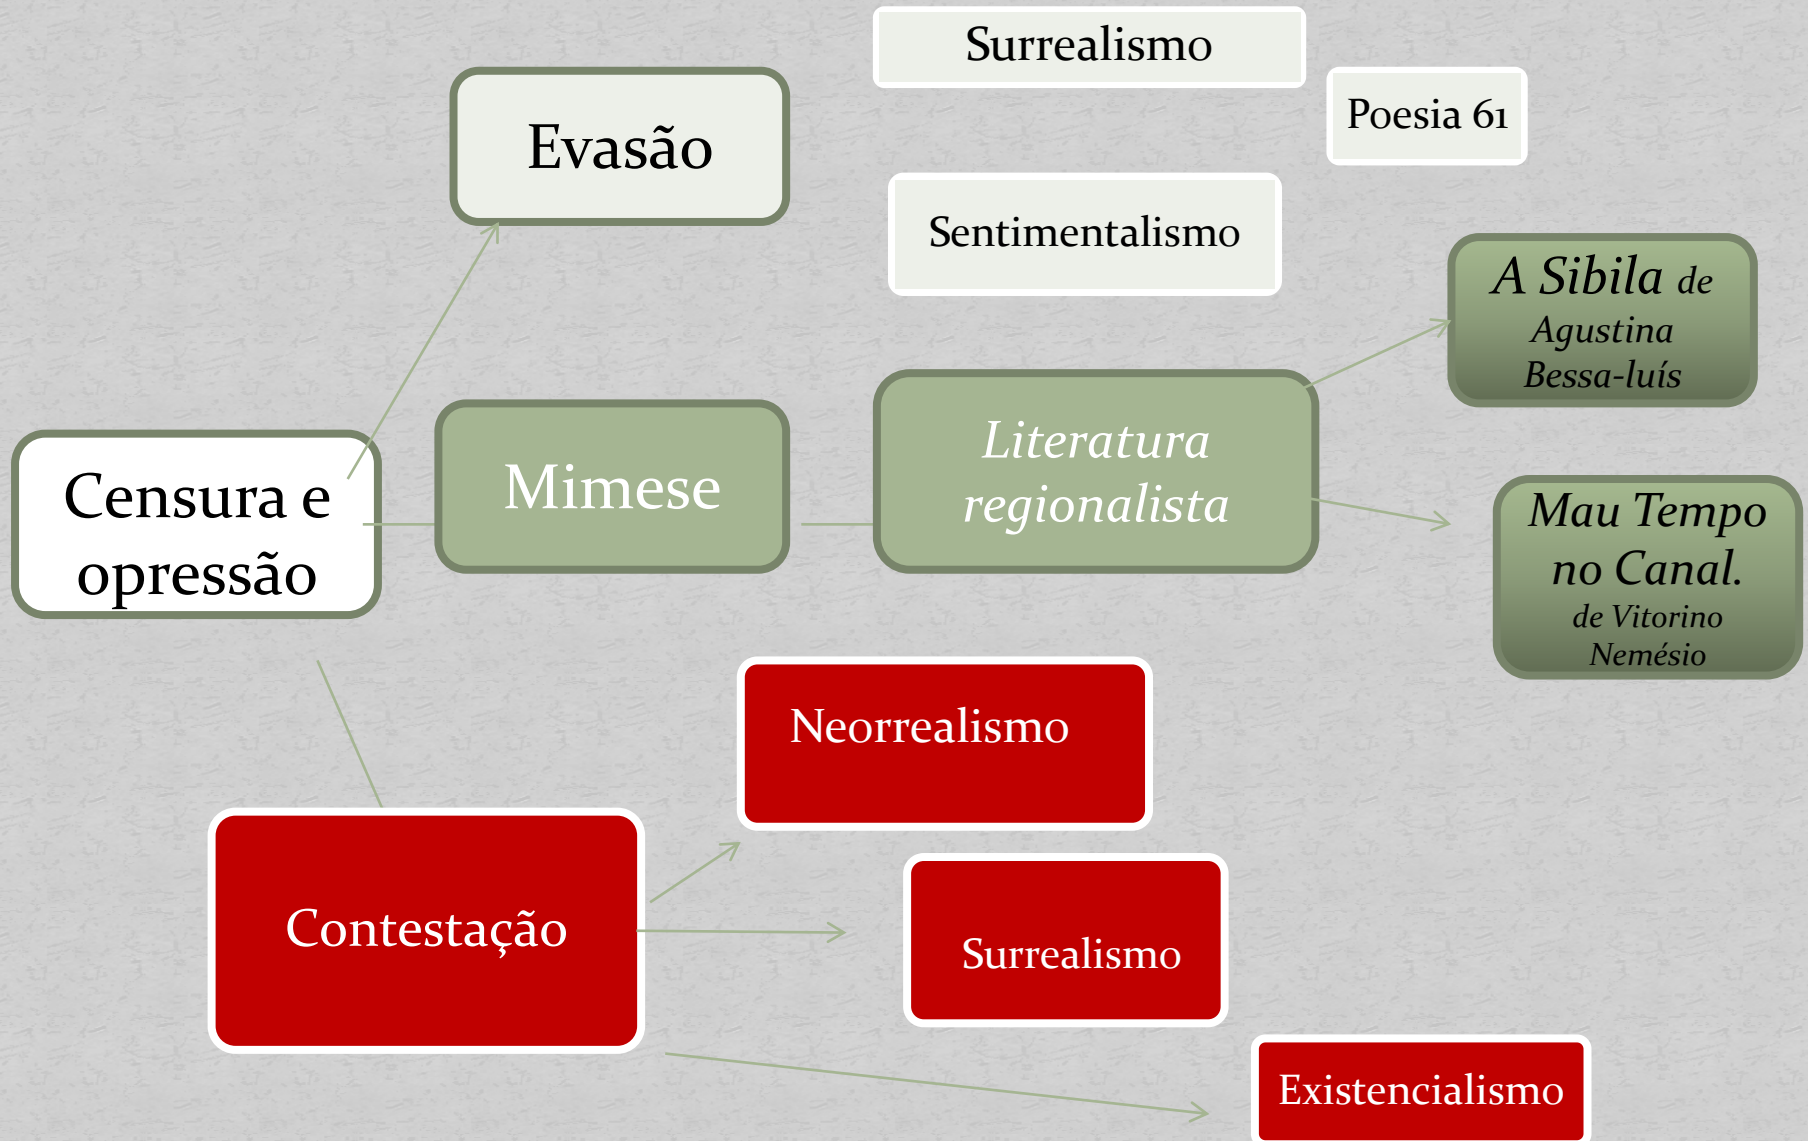 Surrealismo
Poesia 61
Evasão
Sentimentalismo
A Sibila de
Agustina
Bessa-luís
Literatura
regionalista
Mimese
Censura e
opressão
Mau Tempo
no Canal.
de Vitorino
Nemésio
Neorrealismo
Contestação
Surrealismo
Existencialismo